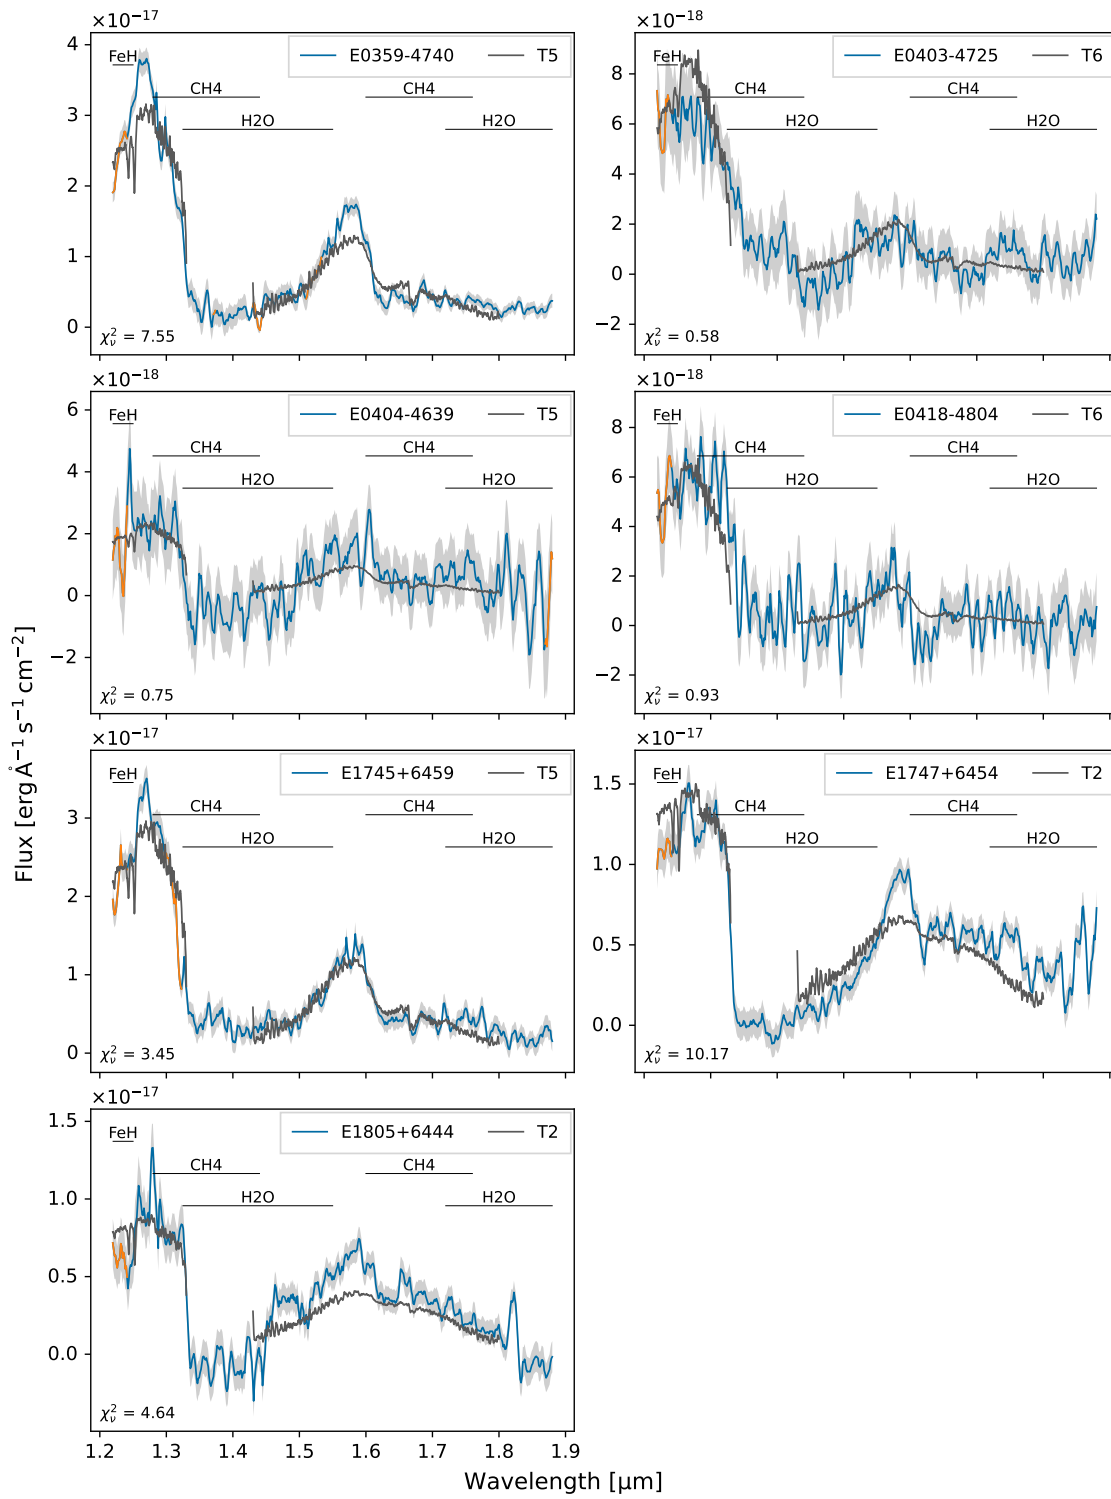 ×10⁻¹⁷
E0359-4740
T5
FeH
CH4
CH4
H2O
H2O
4
3
2
1
0
χ²ᵥ = 7.55
×10⁻¹⁸
E0403-4725
T6
FeH
CH4
CH4
H2O
H2O
8
6
4
2
0
−2
χ²ᵥ = 0.58
×10⁻¹⁸
E0404-4639
T5
FeH
CH4
CH4
H2O
H2O
6
4
2
0
−2
χ²ᵥ = 0.75
×10⁻¹⁸
E0418-4804
T6
FeH
CH4
CH4
H2O
H2O
8
6
4
2
0
−2
χ²ᵥ = 0.93
Flux [erg Å⁻¹ s⁻¹ cm⁻²]
×10⁻¹⁷
E1745+6459
T5
FeH
CH4
CH4
H2O
H2O
3
2
1
0
χ²ᵥ = 3.45
×10⁻¹⁷
E1747+6454
T2
FeH
CH4
CH4
H2O
H2O
1.5
1.0
0.5
0.0
χ²ᵥ = 10.17
×10⁻¹⁷
E1805+6444
T2
FeH
CH4
CH4
H2O
H2O
1.5
1.0
0.5
0.0
χ²ᵥ = 4.64
1.2 1.3 1.4 1.5 1.6 1.7 1.8 1.9
Wavelength [μm]